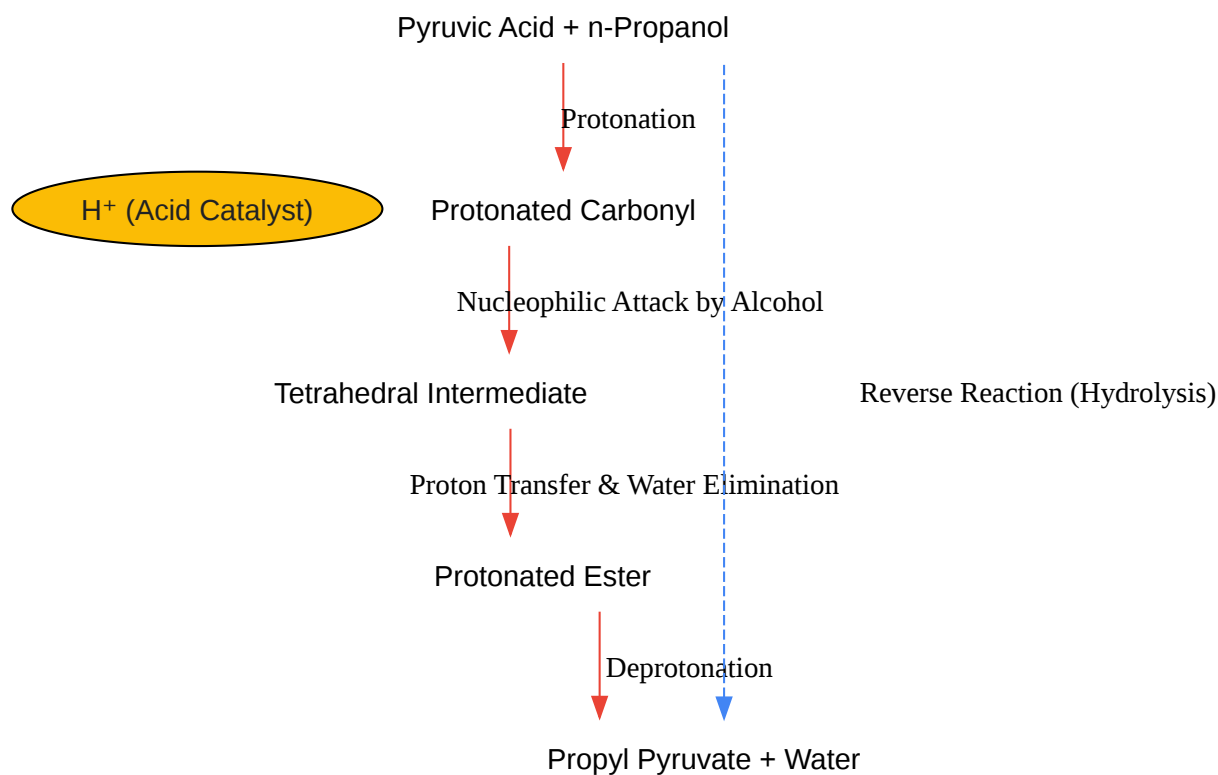 Pyruvic Acid + n-Propanol
Protonation
H⁺ (Acid Catalyst)
Protonated Carbonyl
Nucleophilic Attack by Alcohol
Tetrahedral Intermediate
Reverse Reaction (Hydrolysis)
Proton Transfer & Water Elimination
Protonated Ester
Deprotonation
Propyl Pyruvate + Water